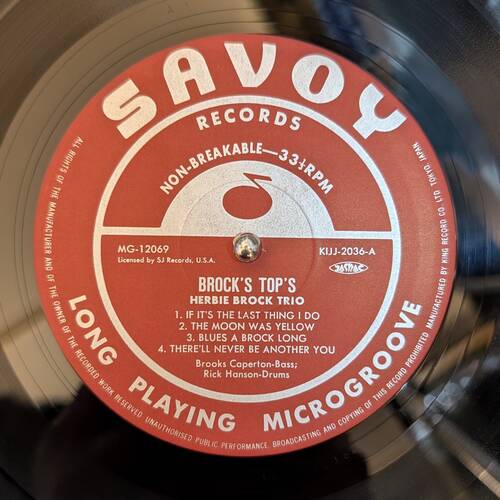 SAVOY
RECORDS
NON-BREAKABLE—33⅓RPM
MG-12069
Licensed by SJ Records, U.S.A.
KIJJ-2036-A
BROCK'S TOP'S
HERBIE BROCK TRIO
1. IF IT'S THE LAST THING I DO
2. THE MOON WAS YELLOW
3. BLUES A BROCK LONG
4. THERE'LL NEVER BE ANOTHER YOU
Brooks Caperton-Bass;
Rick Hanson-Drums
LONG PLAYING MICROGROOVE
ALL RIGHTS OF THE MANUFACTURER AND OF THE OWNER OF THE RECORDED WORK RESERVED. UNAUTHORISED PUBLIC PERFORMANCE. BROADCASTING AND COPYING OF THIS RECORD PROHIBITED MANUFACTURED BY KING RECORD CO. LTD. TOKYO. JAPAN